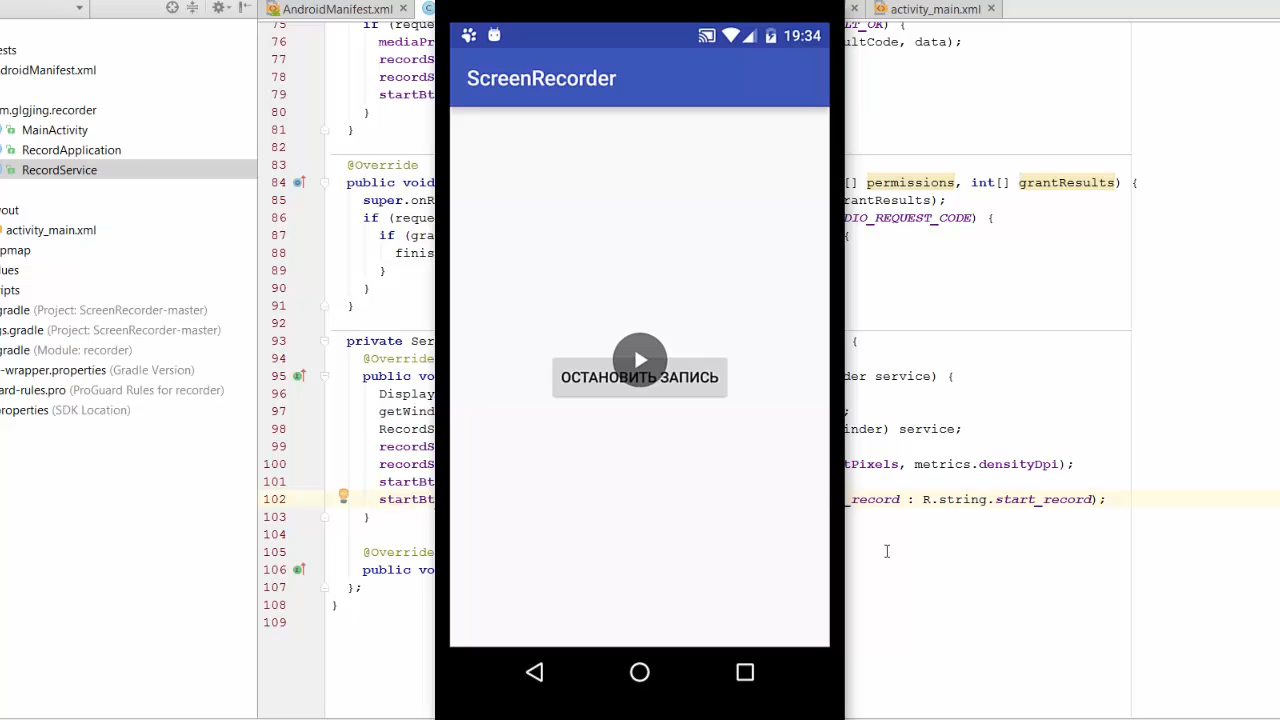 AndroidManifest.xml
activity_main.xml
ests
androidManifest.xml
m.glgjing.recorder
MainActivity
RecordApplication
RecordService
out
activity_main.xml
pmap
ues
ipts
gradle (Project: ScreenRecorder-master)
gs.gradle (Project: ScreenRecorder-master)
gradle (Module: recorder)
-wrapper.properties (Gradle Version)
ard-rules.pro (ProGuard Rules for recorder)
properties (SDK Location)
75 if (reque LT_OK) {
76 mediaPr ultCode, data);
77 recordS
78 recordS
79 startBt
80 }
81 }
82
83 @Override
84 public void [] permissions, int[] grantResults) {
85 super.onR rantResults);
86 if (reque DIO_REQUEST_CODE) {
87 if (gra {
88 finis
89 }
90 }
91 }
92
93 private Ser {
94 @Override
95 public vo der service) {
96 Display
97 getWind ;
98 RecordS inder) service;
99 recordS
100 recordS tPixels, metrics.densityDpi);
101 startBt
102 startBt _record : R.string.start_record);
103 }
104
105 @Override
106 public vo
107 };
108 }
109
19:34
ScreenRecorder
ОСТАНОВИТЬ ЗАПИСЬ